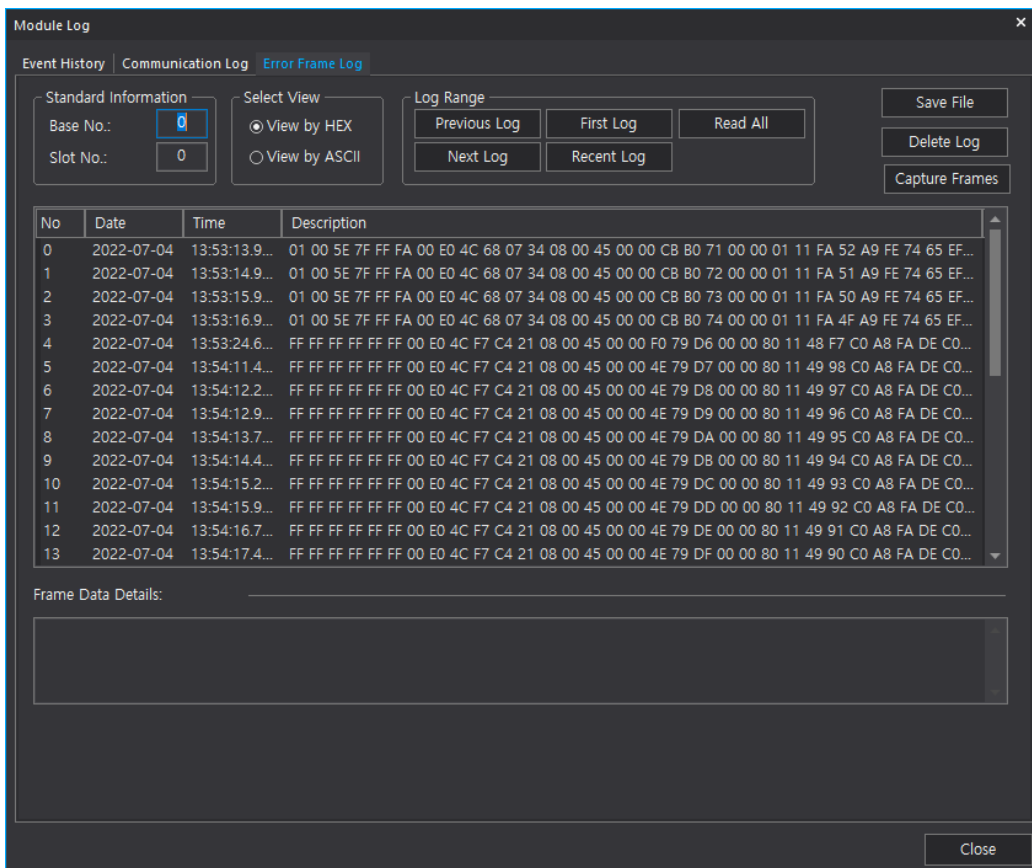 Module Log
Event History | Communication Log Error Frame Log
Standard Information
Base No.: 0
Slot No.: 0
Select View
View by HEX
View by ASCII
Log Range
Previous Log First Log Read All
Next Log Recent Log
Save File
Delete Log
Capture Frames
No Date Time Description
0 2022-07-04 13:53:13.9... 01 00 5E 7F FF FA 00 E0 4C 68 07 34 08 00 45 00 00 CB B0 71 00 00 01 11 FA 52 A9 FE 74 65 EF...
1 2022-07-04 13:53:14.9... 01 00 5E 7F FF FA 00 E0 4C 68 07 34 08 00 45 00 00 CB B0 72 00 00 01 11 FA 51 A9 FE 74 65 EF...
2 2022-07-04 13:53:15.9... 01 00 5E 7F FF FA 00 E0 4C 68 07 34 08 00 45 00 00 CB B0 73 00 00 01 11 FA 50 A9 FE 74 65 EF...
3 2022-07-04 13:53:16.9... 01 00 5E 7F FF FA 00 E0 4C 68 07 34 08 00 45 00 00 CB B0 74 00 00 01 11 FA 4F A9 FE 74 65 EF...
4 2022-07-04 13:53:24.6... FF FF FF FF FF FF 00 E0 4C F7 C4 21 08 00 45 00 00 F0 79 D6 00 00 80 11 48 F7 C0 A8 FA DE C0...
5 2022-07-04 13:54:11.4... FF FF FF FF FF FF 00 E0 4C F7 C4 21 08 00 45 00 00 4E 79 D7 00 00 80 11 49 98 C0 A8 FA DE C0...
6 2022-07-04 13:54:12.2... FF FF FF FF FF FF 00 E0 4C F7 C4 21 08 00 45 00 00 4E 79 D8 00 00 80 11 49 97 C0 A8 FA DE C0...
7 2022-07-04 13:54:12.9... FF FF FF FF FF FF 00 E0 4C F7 C4 21 08 00 45 00 00 4E 79 D9 00 00 80 11 49 96 C0 A8 FA DE C0...
8 2022-07-04 13:54:13.7... FF FF FF FF FF FF 00 E0 4C F7 C4 21 08 00 45 00 00 4E 79 DA 00 00 80 11 49 95 C0 A8 FA DE C0...
9 2022-07-04 13:54:14.4... FF FF FF FF FF FF 00 E0 4C F7 C4 21 08 00 45 00 00 4E 79 DB 00 00 80 11 49 94 C0 A8 FA DE C0...
10 2022-07-04 13:54:15.2... FF FF FF FF FF FF 00 E0 4C F7 C4 21 08 00 45 00 00 4E 79 DC 00 00 80 11 49 93 C0 A8 FA DE C0...
11 2022-07-04 13:54:15.9... FF FF FF FF FF FF 00 E0 4C F7 C4 21 08 00 45 00 00 4E 79 DD 00 00 80 11 49 92 C0 A8 FA DE C0...
12 2022-07-04 13:54:16.7... FF FF FF FF FF FF 00 E0 4C F7 C4 21 08 00 45 00 00 4E 79 DE 00 00 80 11 49 91 C0 A8 FA DE C0...
13 2022-07-04 13:54:17.4... FF FF FF FF FF FF 00 E0 4C F7 C4 21 08 00 45 00 00 4E 79 DF 00 00 80 11 49 90 C0 A8 FA DE C0...
Frame Data Details:
Close